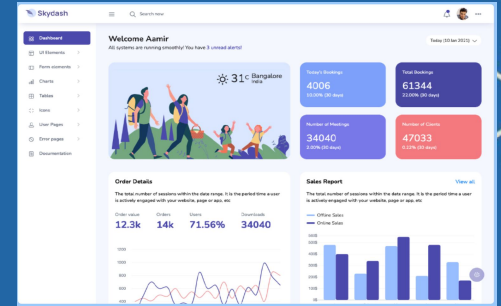 Skydash
Search now
Dashboard
UI Elements
Form elements
Charts
Tables
Icons
User Pages
Error pages
Documentation
Welcome Aamir
All systems are running smoothly! You have 3 unread alerts!
Today (10 Jan 2021)
31 C Bangalore
India
Today's Bookings
4006
10.00% (30 days)
Total Bookings
61344
22.00% (30 days)
Number of Meetings
34040
2.00% (30 days)
Number of Clients
47033
0.22% (30 days)
Order Details
The total number of sessions within the date range. It is the period time a user
is actively engaged with your website, page or app, etc
Order value
12.3k
Orders
14k
Users
71.56%
Downloads
34040
1200
1000
800
600
400
Sales Report
View all
The total number of sessions within the date range. It is the period time a user
is actively engaged with your website, page or app, etc
Offline Sales
Online Sales